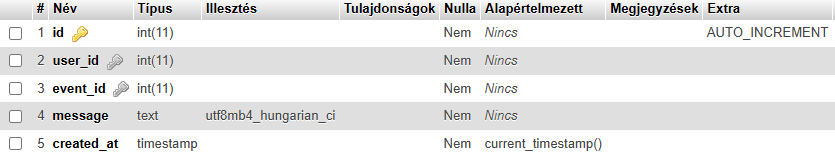 # Név Típus Illesztés Tulajdonságok Nulla Alapértelmezett Megjegyzések Extra
1 id int(11) Nem Nincs AUTO_INCREMENT
2 user_id int(11) Nem Nincs
3 event_id int(11) Nem Nincs
4 message text utf8mb4_hungarian_ci Nem Nincs
5 created_at timestamp Nem current_timestamp()